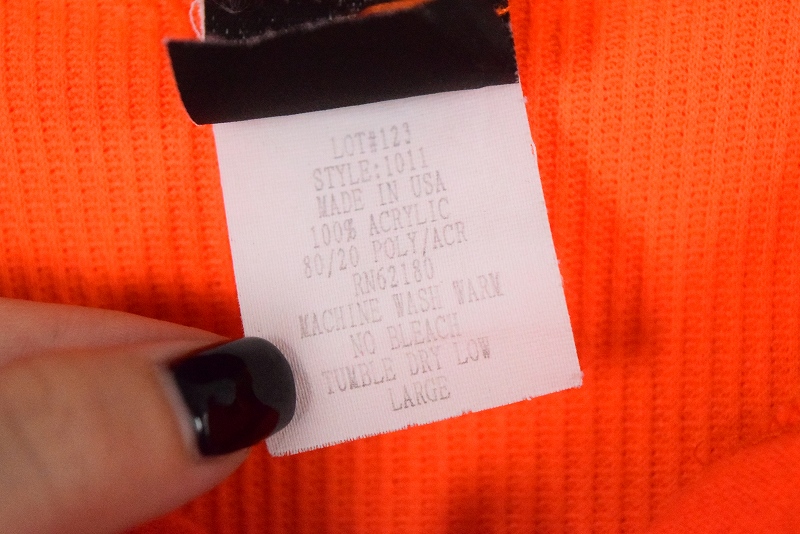 LOT#123
STYLE:1011
MADE IN USA
100% ACRYLIC
80/20 POLY/ACR
RN62180
MACHINE WASH WARM
NO BLEACH
TUMBLE DRY LOW
LARGE